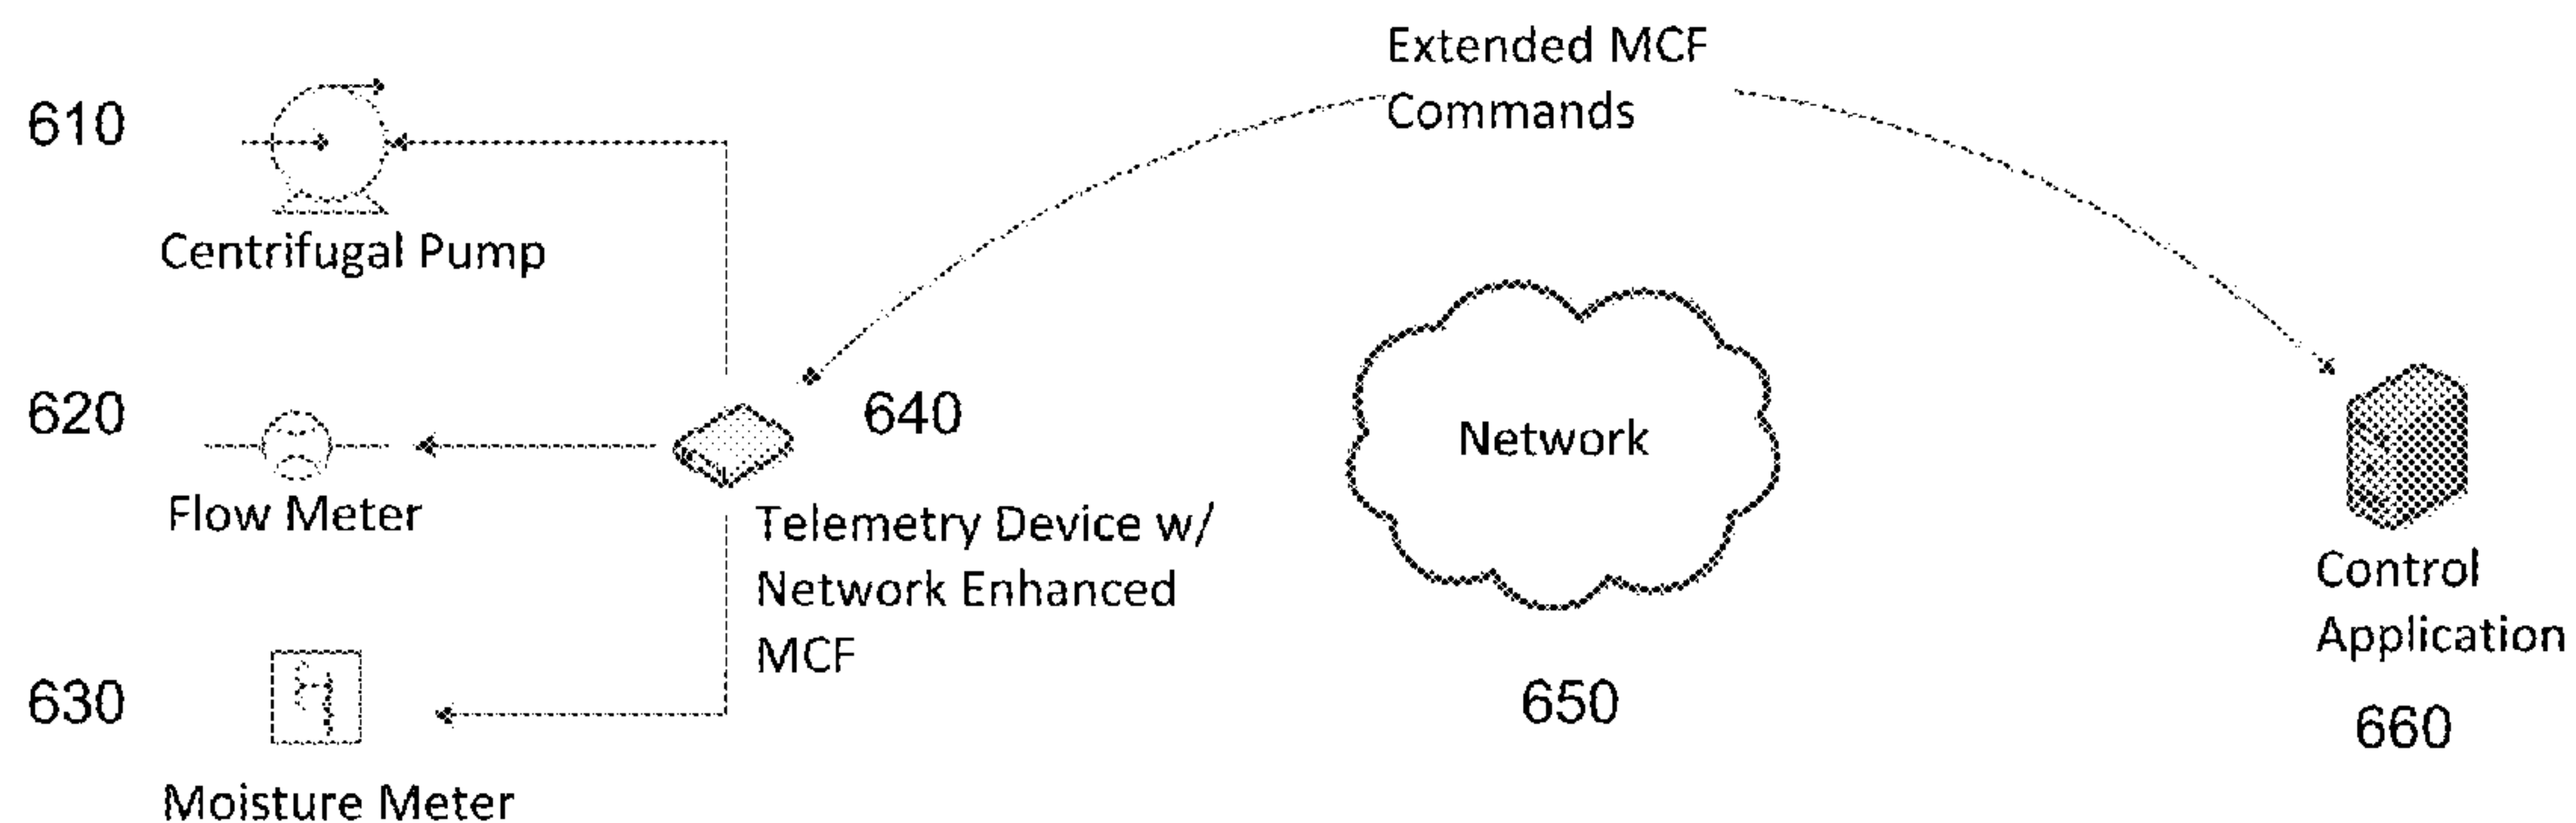 Extended MCF
Commands
610
Centrifugal Pump
620
Flow Meter
630
Moisture Meter
640
Telemetry Device w/
Network Enhanced
MCF
Network
650
Control
Application
660